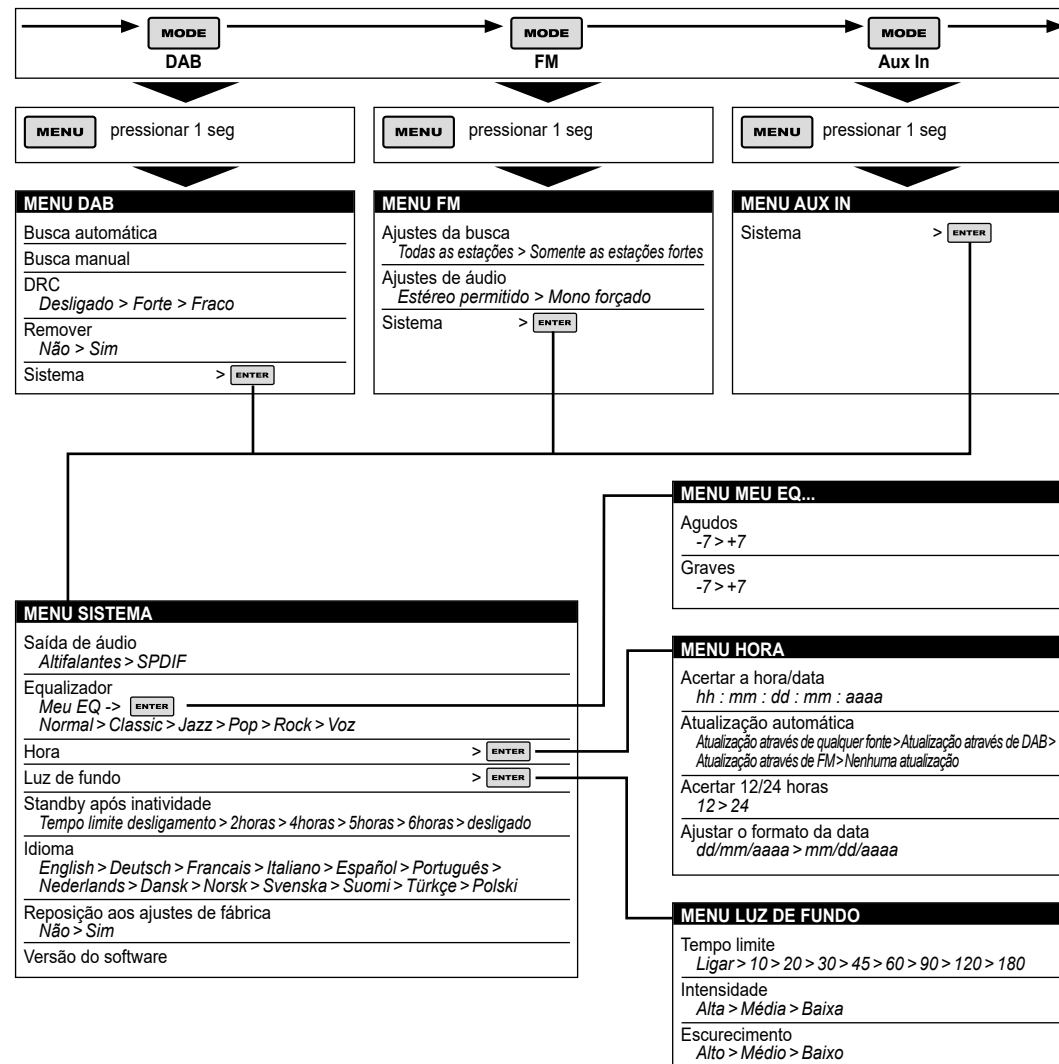 MODE MODE MODE
DAB FM Aux In
MENU pressionar 1 seg
MENU pressionar 1 seg
MENU pressionar 1 seg
MENU DAB
Busca automática
Busca manual
DRC
Desligado > Forte > Fraco
Remover
Não > Sim
Sistema > ENTER
MENU FM
Ajustes da busca
Todas as estações > Somente as estações fortes
Ajustes de áudio
Estéreo permitido > Mono forçado
Sistema > ENTER
MENU AUX IN
Sistema > ENTER
MENU SISTEMA
Saída de áudio
Altifalantes > SPDIF
Equalizador
Meu EQ -> ENTER
Normal > Classic > Jazz > Pop > Rock > Voz
Hora > ENTER
Luz de fundo > ENTER
Standby após inatividade
Tempo limite desligamento > 2horas > 4horas > 5horas > 6horas > desligado
Idioma
English > Deutsch > Francais > Italiano > Español > Português >
Nederlands > Dansk > Norsk > Svenska > Suomi > Türkçe > Polski
Reposição aos ajustes de fábrica
Não > Sim
Versão do software
MENU MEU EQ...
Agudos
-7 > +7
Graves
-7 > +7
MENU HORA
Acertar a hora/data
hh : mm : dd : mm : aaaa
Atualização automática
Atualização através de qualquer fonte > Atualização através de DAB >
Atualização através de FM > Nenhuma atualização
Acertar 12/24 horas
12 > 24
Ajustar o formato da data
dd/mm/aaaa > mm/dd/aaaa
MENU LUZ DE FUNDO
Tempo limite
Ligar > 10 > 20 > 30 > 45 > 60 > 90 > 120 > 180
Intensidade
Alta > Média > Baixa
Escurecimento
Alto > Médio > Baixo